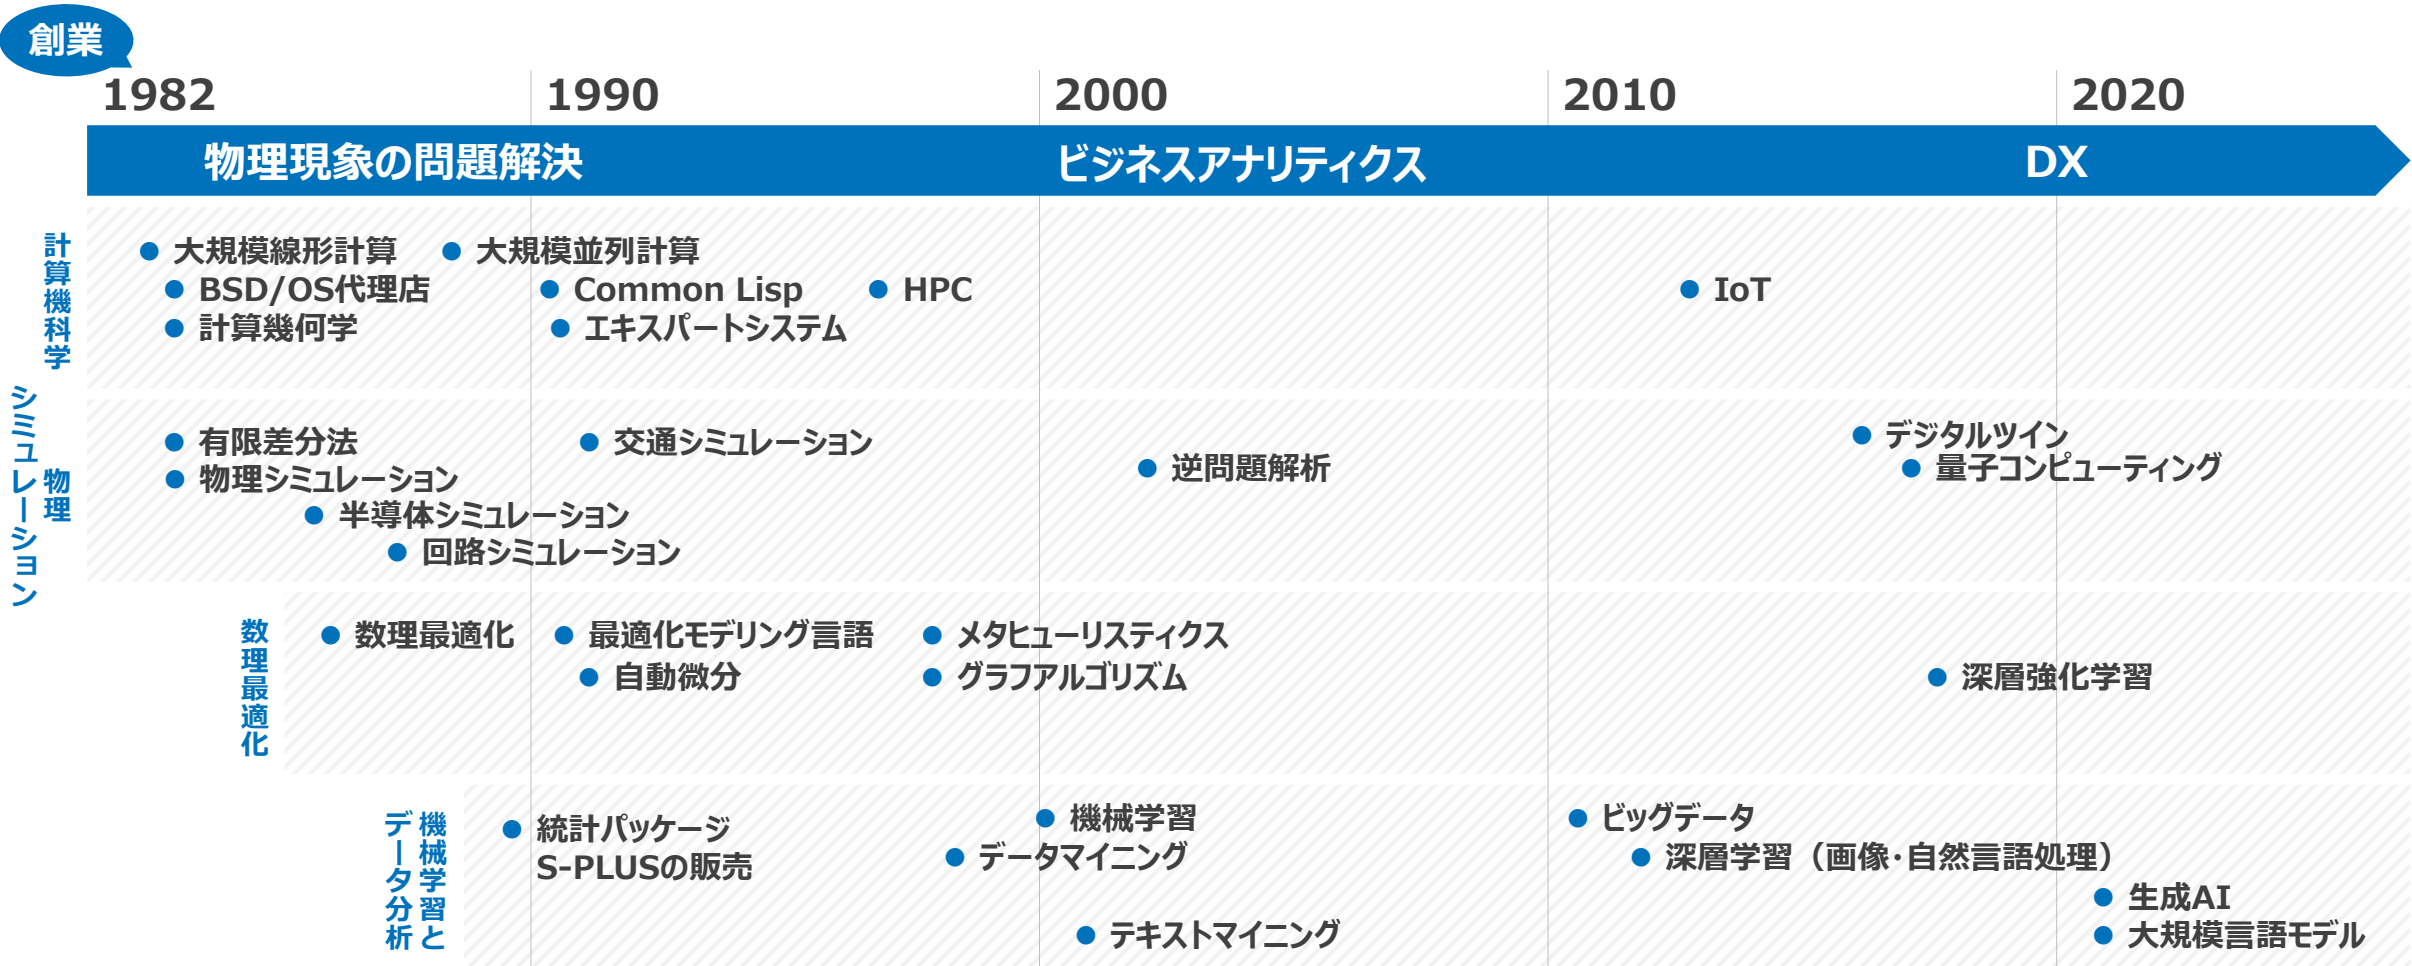 創業
1982
1990
2000
2010
2020
物理現象の問題解決
ビジネスアナリティクス
DX
計算機科学
大規模線形計算
大規模並列計算
BSD/OS代理店
Common Lisp
HPC
IoT
計算幾何学
エキスパートシステム
物理
シミュレーション
有限差分法
交通シミュレーション
デジタルツイン
逆問題解析
量子コンピューティング
物理シミュレーション
半導体シミュレーション
回路シミュレーション
数理最適化
数理最適化
最適化モデリング言語
メタヒューリスティクス
自動微分
グラフアルゴリズム
深層強化学習
機械学習と
データ分析
統計パッケージ
S-PLUSの販売
機械学習
データマイニング
テキストマイニング
ビッグデータ
深層学習（画像・自然言語処理）
生成AI
大規模言語モデル